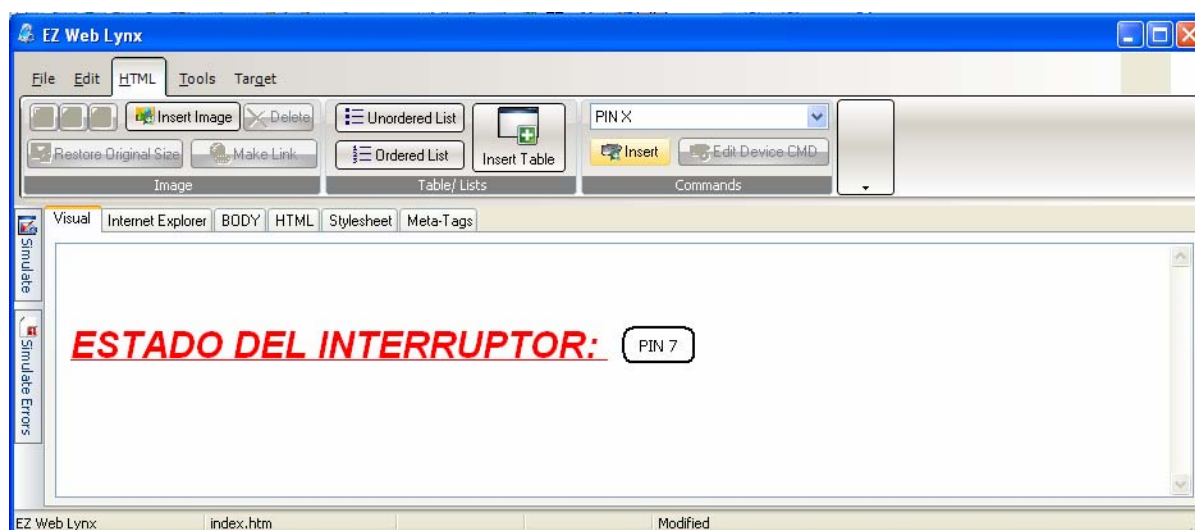 EZ Web Lynx
File Edit HTML Tools Target
Insert Image Delete Unordered List PIN X
Restore Original Size Make Link Ordered List Insert Table Insert Edit Device CMD
Image Table/ Lists Commands
Visual Internet Explorer BODY HTML Stylesheet Meta-Tags
Simulate
Simulate Errors
ESTADO DEL INTERRUPTOR: PIN 7
EZ Web Lynx index.htm Modified